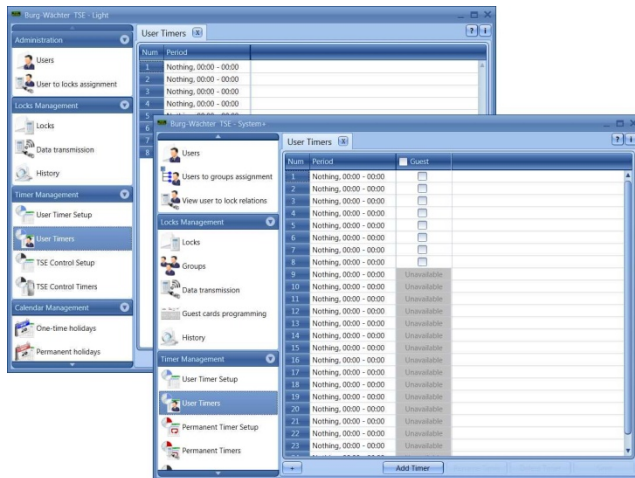 Burg-Wächter TSE - Light
Administration
Users
User to locks assignment
Locks Management
Locks
Data transmission
History
Timer Management
User Timer Setup
User Timers
TSE Control Setup
TSE Control Timers
Calendar Management
One-time holidays
Permanent holidays
User Timers
? i
Num Period
1 Nothing, 00:00 - 00:00
2 Nothing, 00:00 - 00:00
3 Nothing, 00:00 - 00:00
4 Nothing, 00:00 - 00:00
5
6
7
8
Burg-Wächter TSE - System+
Users
Users to groups assignment
View user to lock relations
Locks Management
Locks
Groups
Data transmission
Guest cards programming
History
Timer Management
User Timer Setup
User Timers
Permanent Timer Setup
Permanent Timers
User Timers
? i
Num Period Guest
1 Nothing, 00:00 - 00:00
2 Nothing, 00:00 - 00:00
3 Nothing, 00:00 - 00:00
4 Nothing, 00:00 - 00:00
5 Nothing, 00:00 - 00:00
6 Nothing, 00:00 - 00:00
7 Nothing, 00:00 - 00:00
8 Nothing, 00:00 - 00:00
9 Nothing, 00:00 - 00:00 Unavailable
10 Nothing, 00:00 - 00:00 Unavailable
11 Nothing, 00:00 - 00:00 Unavailable
12 Nothing, 00:00 - 00:00 Unavailable
13 Nothing, 00:00 - 00:00 Unavailable
14 Nothing, 00:00 - 00:00 Unavailable
15 Nothing, 00:00 - 00:00 Unavailable
16 Nothing, 00:00 - 00:00 Unavailable
17 Nothing, 00:00 - 00:00 Unavailable
18 Nothing, 00:00 - 00:00 Unavailable
19 Nothing, 00:00 - 00:00 Unavailable
20 Nothing, 00:00 - 00:00 Unavailable
21 Nothing, 00:00 - 00:00 Unavailable
22 Nothing, 00:00 - 00:00 Unavailable
23 Nothing, 00:00 - 00:00 Unavailable
+ Add Timer